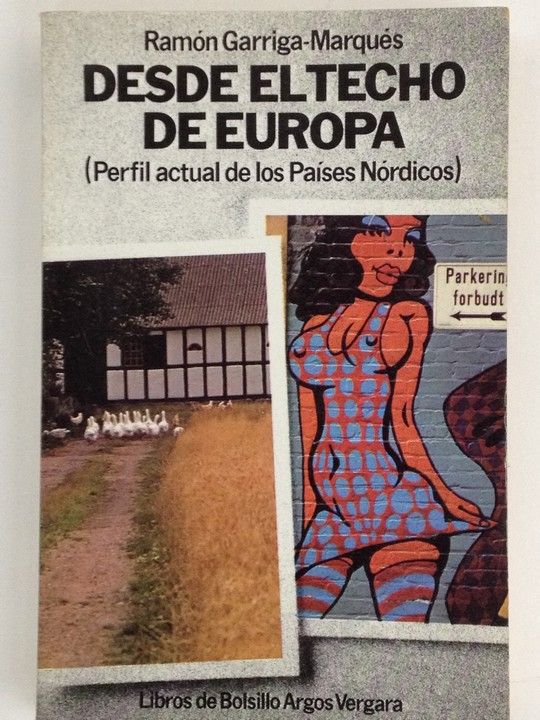 Ramón Garriga-Marqués
DESDE EL TECHO
DE EUROPA
(Perfil actual de los Países Nórdicos)
Parkering
forbudt
Libros de Bolsillo Argos Vergara